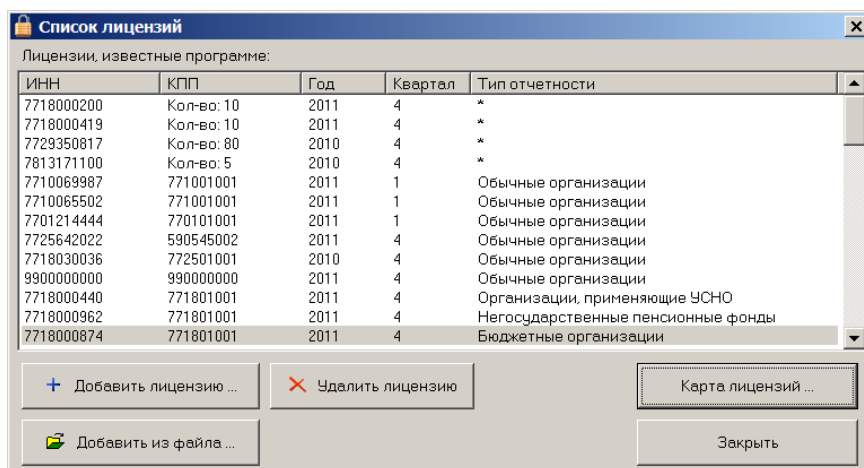 Список лицензий
Лицензии, известные программе:
ИНН КПП Год Квартал Тип отчетности
7718000200 Кол-во: 10 2011 4 *
7718000419 Кол-во: 10 2011 4 *
7729350817 Кол-во: 80 2010 4 *
7813171100 Кол-во: 5 2010 4 *
7710069987 771001001 2011 1 Обычные организации
7710065502 771001001 2011 1 Обычные организации
7701214444 770101001 2011 1 Обычные организации
7725642022 590545002 2011 4 Обычные организации
7718030036 772501001 2010 4 Обычные организации
9900000000 990000000 2011 4 Обычные организации
7718000440 771801001 2011 4 Организации, применяющие УСНО
7718000962 771801001 2011 4 Негосударственные пенсионные фонды
7718000874 771801001 2011 4 Бюджетные организации
Добавить лицензию ... Удалить лицензию Карта лицензий ...
Добавить из файла ... Закрыть